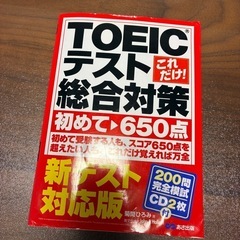 TOEIC®
テスト
これだけ!
総合対策
初めて▶650点
初めて受験する人も、スコア650点を
超えたい人も、これだけ覚えれば万全
新テスト
対応版
200問
完全模試
CD2枚
付
あさ出版